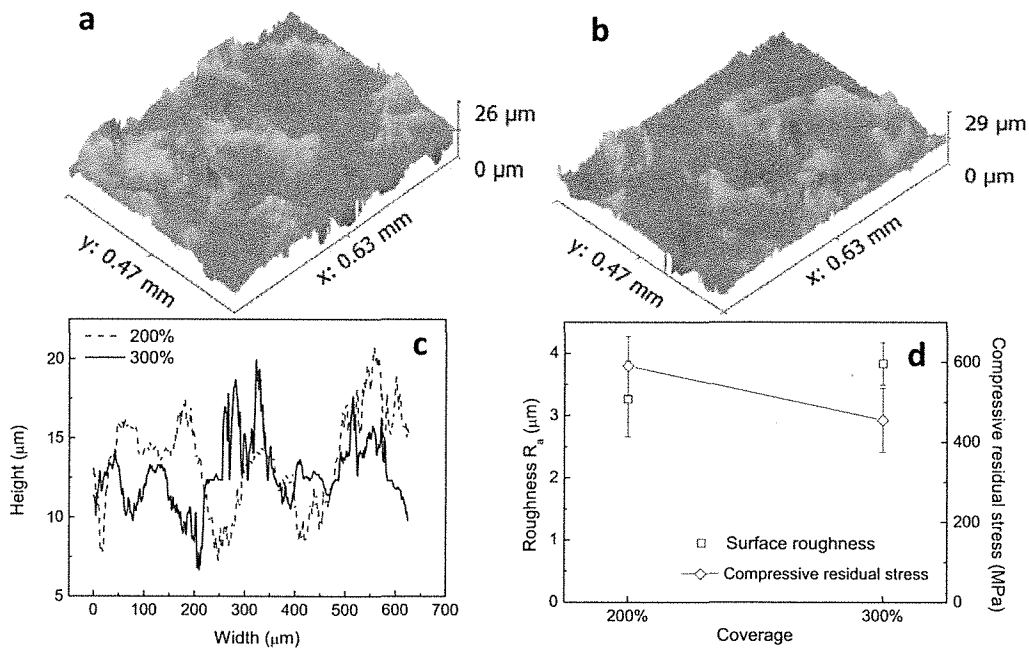 a
26 µm
0 µm
y: 0.47 mm
x: 0.63 mm
b
29 µm
0 µm
y: 0.47 mm
x: 0.63 mm
c
200%
300%
20
15
10
5
Height (µm)
0 100 200 300 400 500 600 700
Width (µm)
d
4
3
2
1
0
Roughness Ra (µm)
600
400
200
0
Compressive residual stress (MPa)
Surface roughness
Compressive residual stress
200% 300%
Coverage